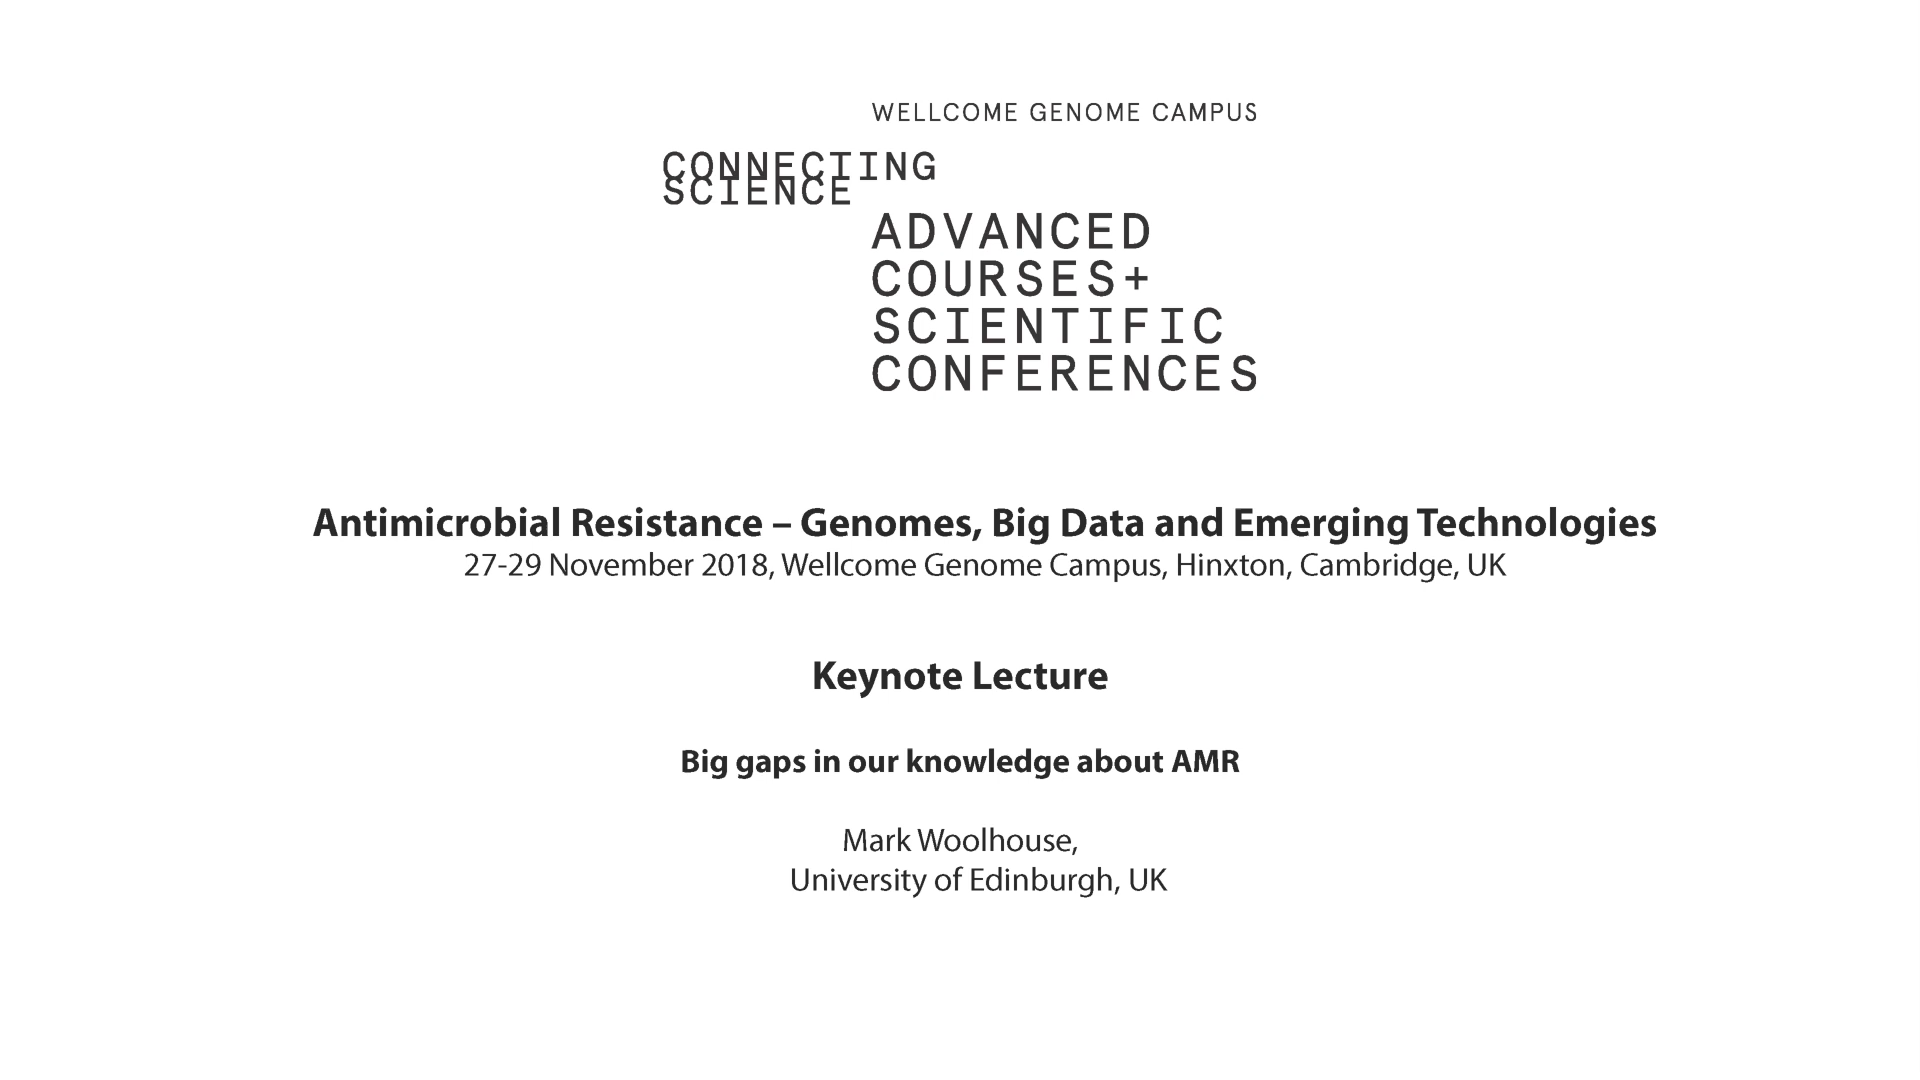 WELLCOME GENOME CAMPUS
CONNECTING
SCIENCE
ADVANCED
COURSES+
SCIENTIFIC
CONFERENCES
Antimicrobial Resistance – Genomes, Big Data and Emerging Technologies
27-29 November 2018, Wellcome Genome Campus, Hinxton, Cambridge, UK
Keynote Lecture
Big gaps in our knowledge about AMR
Mark Woolhouse,
University of Edinburgh, UK